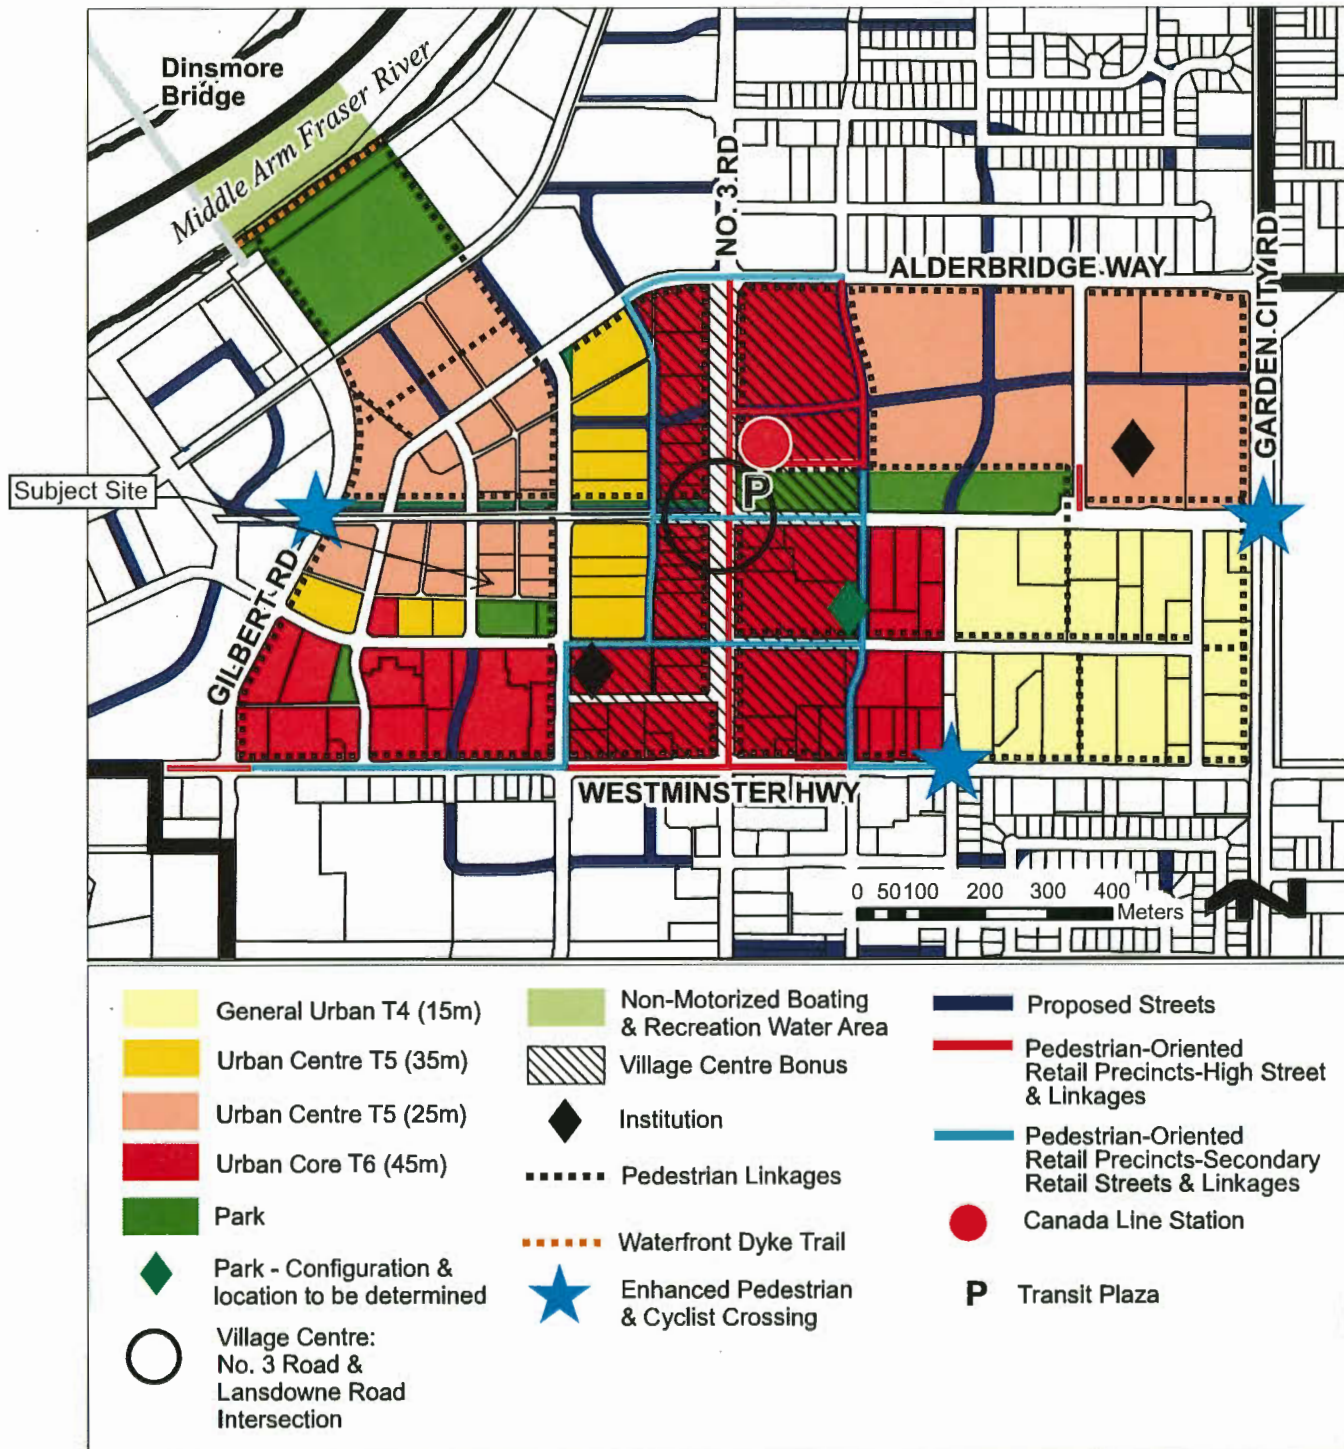 Dinsmore
Bridge
Middle Arm Fraser River
NO. 3 RD
ALDERBRIDGE WAY
GARDEN CITY RD
Subject Site
P
GILBERT RD
WESTMINSTER HWY
0 50 100 200 300 400
Meters
General Urban T4 (15m)
Urban Centre T5 (35m)
Urban Centre T5 (25m)
Urban Core T6 (45m)
Park
Park - Configuration &
location to be determined
Village Centre:
No. 3 Road &
Lansdowne Road
Intersection
Non-Motorized Boating
& Recreation Water Area
Village Centre Bonus
Institution
Pedestrian Linkages
Waterfront Dyke Trail
Enhanced Pedestrian
& Cyclist Crossing
Proposed Streets
Pedestrian-Oriented
Retail Precincts-High Street
& Linkages
Pedestrian-Oriented
Retail Precincts-Secondary
Retail Streets & Linkages
Canada Line Station
P Transit Plaza